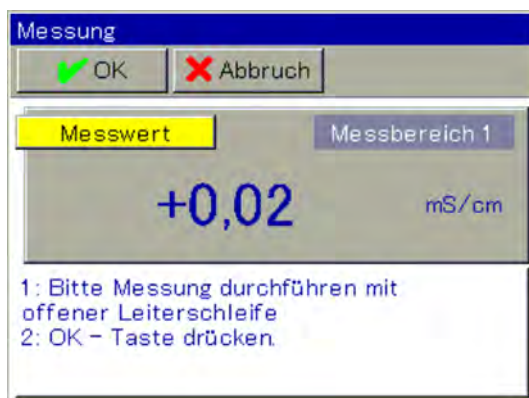 Messung
OK Abbruch
Messwert Messbereich 1
+0,02 mS/cm
1: Bitte Messung durchführen mit
offener Leiterschleife
2: OK - Taste drücken.